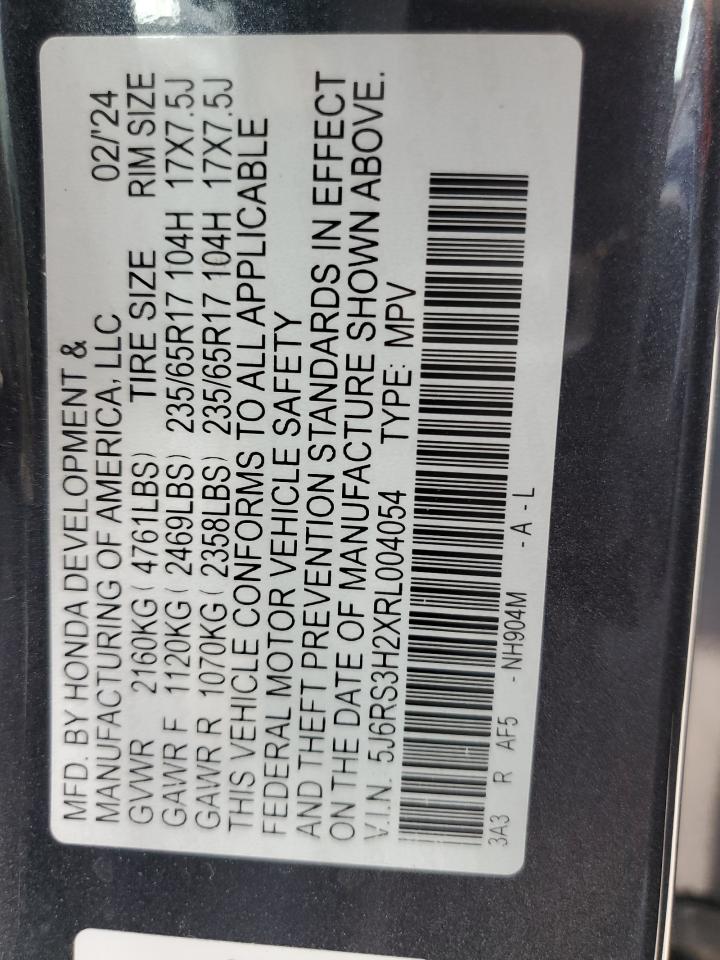 MFD. BY HONDA DEVELOPMENT &
MANUFACTURING OF AMERICA, LLC 02/'24
GVWR 2160KG( 4761LBS) TIRE SIZE RIM SIZE
GAWR F 1120KG( 2469LBS) 235/65R17 104H 17X7.5J
GAWR R 1070KG( 2358LBS) 235/65R17 104H 17X7.5J
THIS VEHICLE CONFORMS TO ALL APPLICABLE
FEDERAL MOTOR VEHICLE SAFETY
AND THEFT PREVENTION STANDARDS IN EFFECT
ON THE DATE OF MANUFACTURE SHOWN ABOVE.
V.I.N. 5J6RS3H2XRL004054 TYPE: MPV
3A3 R AF5 -NH904M -A-L